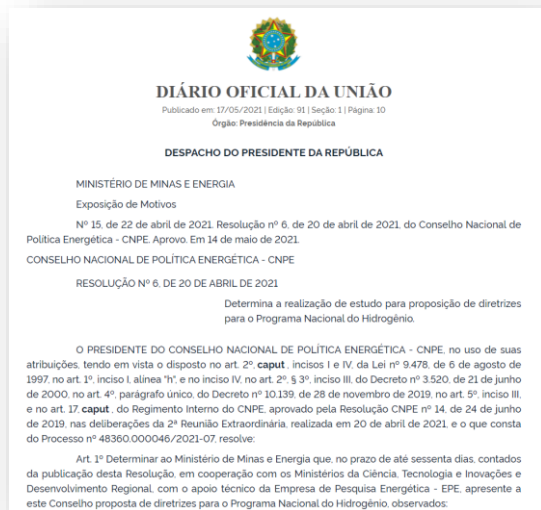 DIÁRIO OFICIAL DA UNIÃO
Publicado em: 17/05/2021 | Edição: 91 | Seção: 1 | Página: 10
Órgão: Presidência da República
DESPACHO DO PRESIDENTE DA REPÚBLICA
MINISTÉRIO DE MINAS E ENERGIA
Exposição de Motivos
Nº 15, de 22 de abril de 2021. Resolução nº 6, de 20 de abril de 2021, do Conselho Nacional de
Política Energética - CNPE. Aprovo. Em 14 de maio de 2021.
CONSELHO NACIONAL DE POLÍTICA ENERGÉTICA - CNPE
RESOLUÇÃO Nº 6, DE 20 DE ABRIL DE 2021
Determina a realização de estudo para proposição de diretrizes
para o Programa Nacional do Hidrogênio.
O PRESIDENTE DO CONSELHO NACIONAL DE POLÍTICA ENERGÉTICA - CNPE, no uso de suas
atribuições, tendo em vista o disposto no art. 2º, caput, incisos I e IV, da Lei nº 9.478, de 6 de agosto de
1997, no art. 1º, inciso I, alínea "h", e no inciso IV, no art. 2º, § 3º, inciso III, do Decreto nº 3.520, de 21 de junho
de 2000, no art. 4º, parágrafo único, do Decreto nº 10.139, de 28 de novembro de 2019, no art. 5º, inciso III,
e no art. 17, caput, do Regimento Interno do CNPE, aprovado pela Resolução CNPE nº 14, de 24 de junho
de 2019, nas deliberações da 2ª Reunião Extraordinária, realizada em 20 de abril de 2021, e o que consta
do Processo nº 48360.000046/2021-07, resolve:
Art. 1º Determinar ao Ministério de Minas e Energia que, no prazo de até sessenta dias, contados
da publicação desta Resolução, em cooperação com os Ministérios da Ciência, Tecnologia e Inovações e
Desenvolvimento Regional, com o apoio técnico da Empresa de Pesquisa Energética - EPE, apresente a
este Conselho proposta de diretrizes para o Programa Nacional do Hidrogênio, observados: